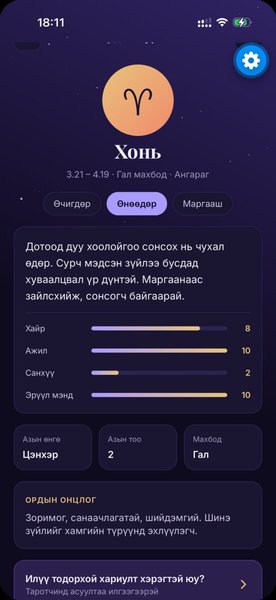 18:11
Хонь
3.21 – 4.19 · Гал махбод · Ангараг
Өчигдөр
Өнөөдөр
Маргааш
Дотоод дуу хоолойгоо сонсох нь чухал
өдөр. Сурч мэдсэн зүйлээ бусдад
хуваалцвал үр дүнтэй. Маргаанаас
зайлсхийж, сонсогч байгаарай.
Хайр 8
Ажил 10
Санхүү 2
Эрүүл мэнд 10
Азын өнгө
Цэнхэр
Азын тоо
2
Махбод
Гал
ОРДЫН ОНЦЛОГ
Зоримог, санаачлагатай, шийдэмгий. Шинэ
зүйлийг хамгийн түрүүнд эхлүүлэгч.
Илүү тодорхой хариулт хэрэгтэй юу?
Таротчинд асуултаа илгээгээрэй